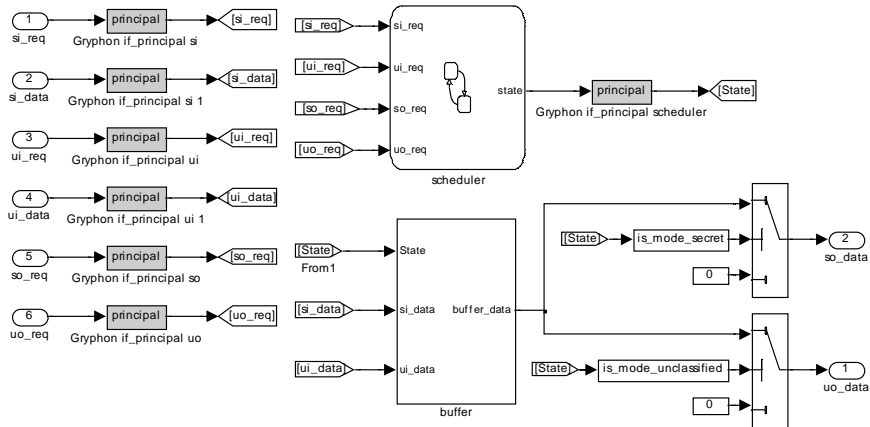 1
principal
[si_req]
si_req
Gryphon if_principal si
2
principal
[si_data]
si_data
Gryphon if_principal si 1
3
principal
[ui_req]
ui_req
Gryphon if_principal ui
4
principal
[ui_data]
ui_data
Gryphon if_principal ui 1
5
principal
[so_req]
so_req
Gryphon if_principal so
6
principal
[uo_req]
uo_req
Gryphon if_principal uo
[si_req]
si_req
[ui_req]
ui_req
[so_req]
so_req
[uo_req]
uo_req
state
scheduler
principal
[State]
Gryphon if_principal scheduler
[State]
State
From1
[si_data]
si_data
buffer_data
[ui_data]
ui_data
buffer
[State]
is_mode_secret
2
so_data
0
[State]
is_mode_unclassified
1
uo_data
0